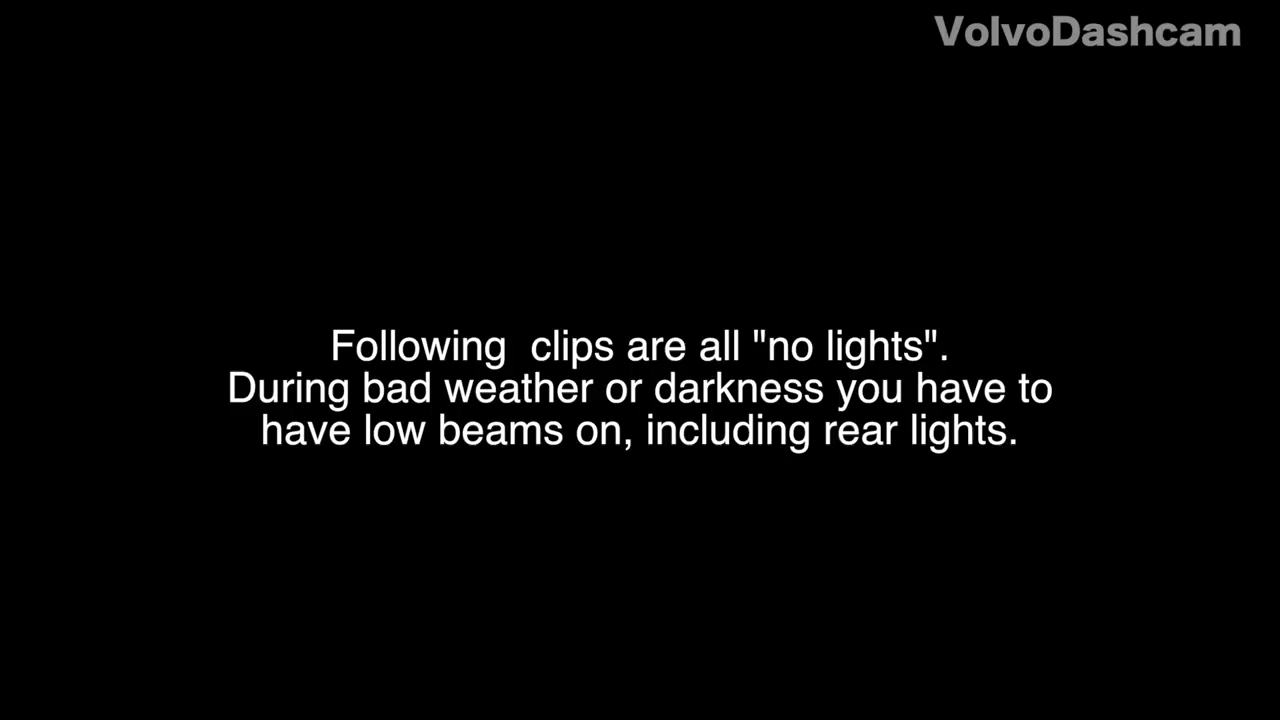 VolvoDashcam
Following  clips are all "no lights".
During bad weather or darkness you have to
have low beams on, including rear lights.